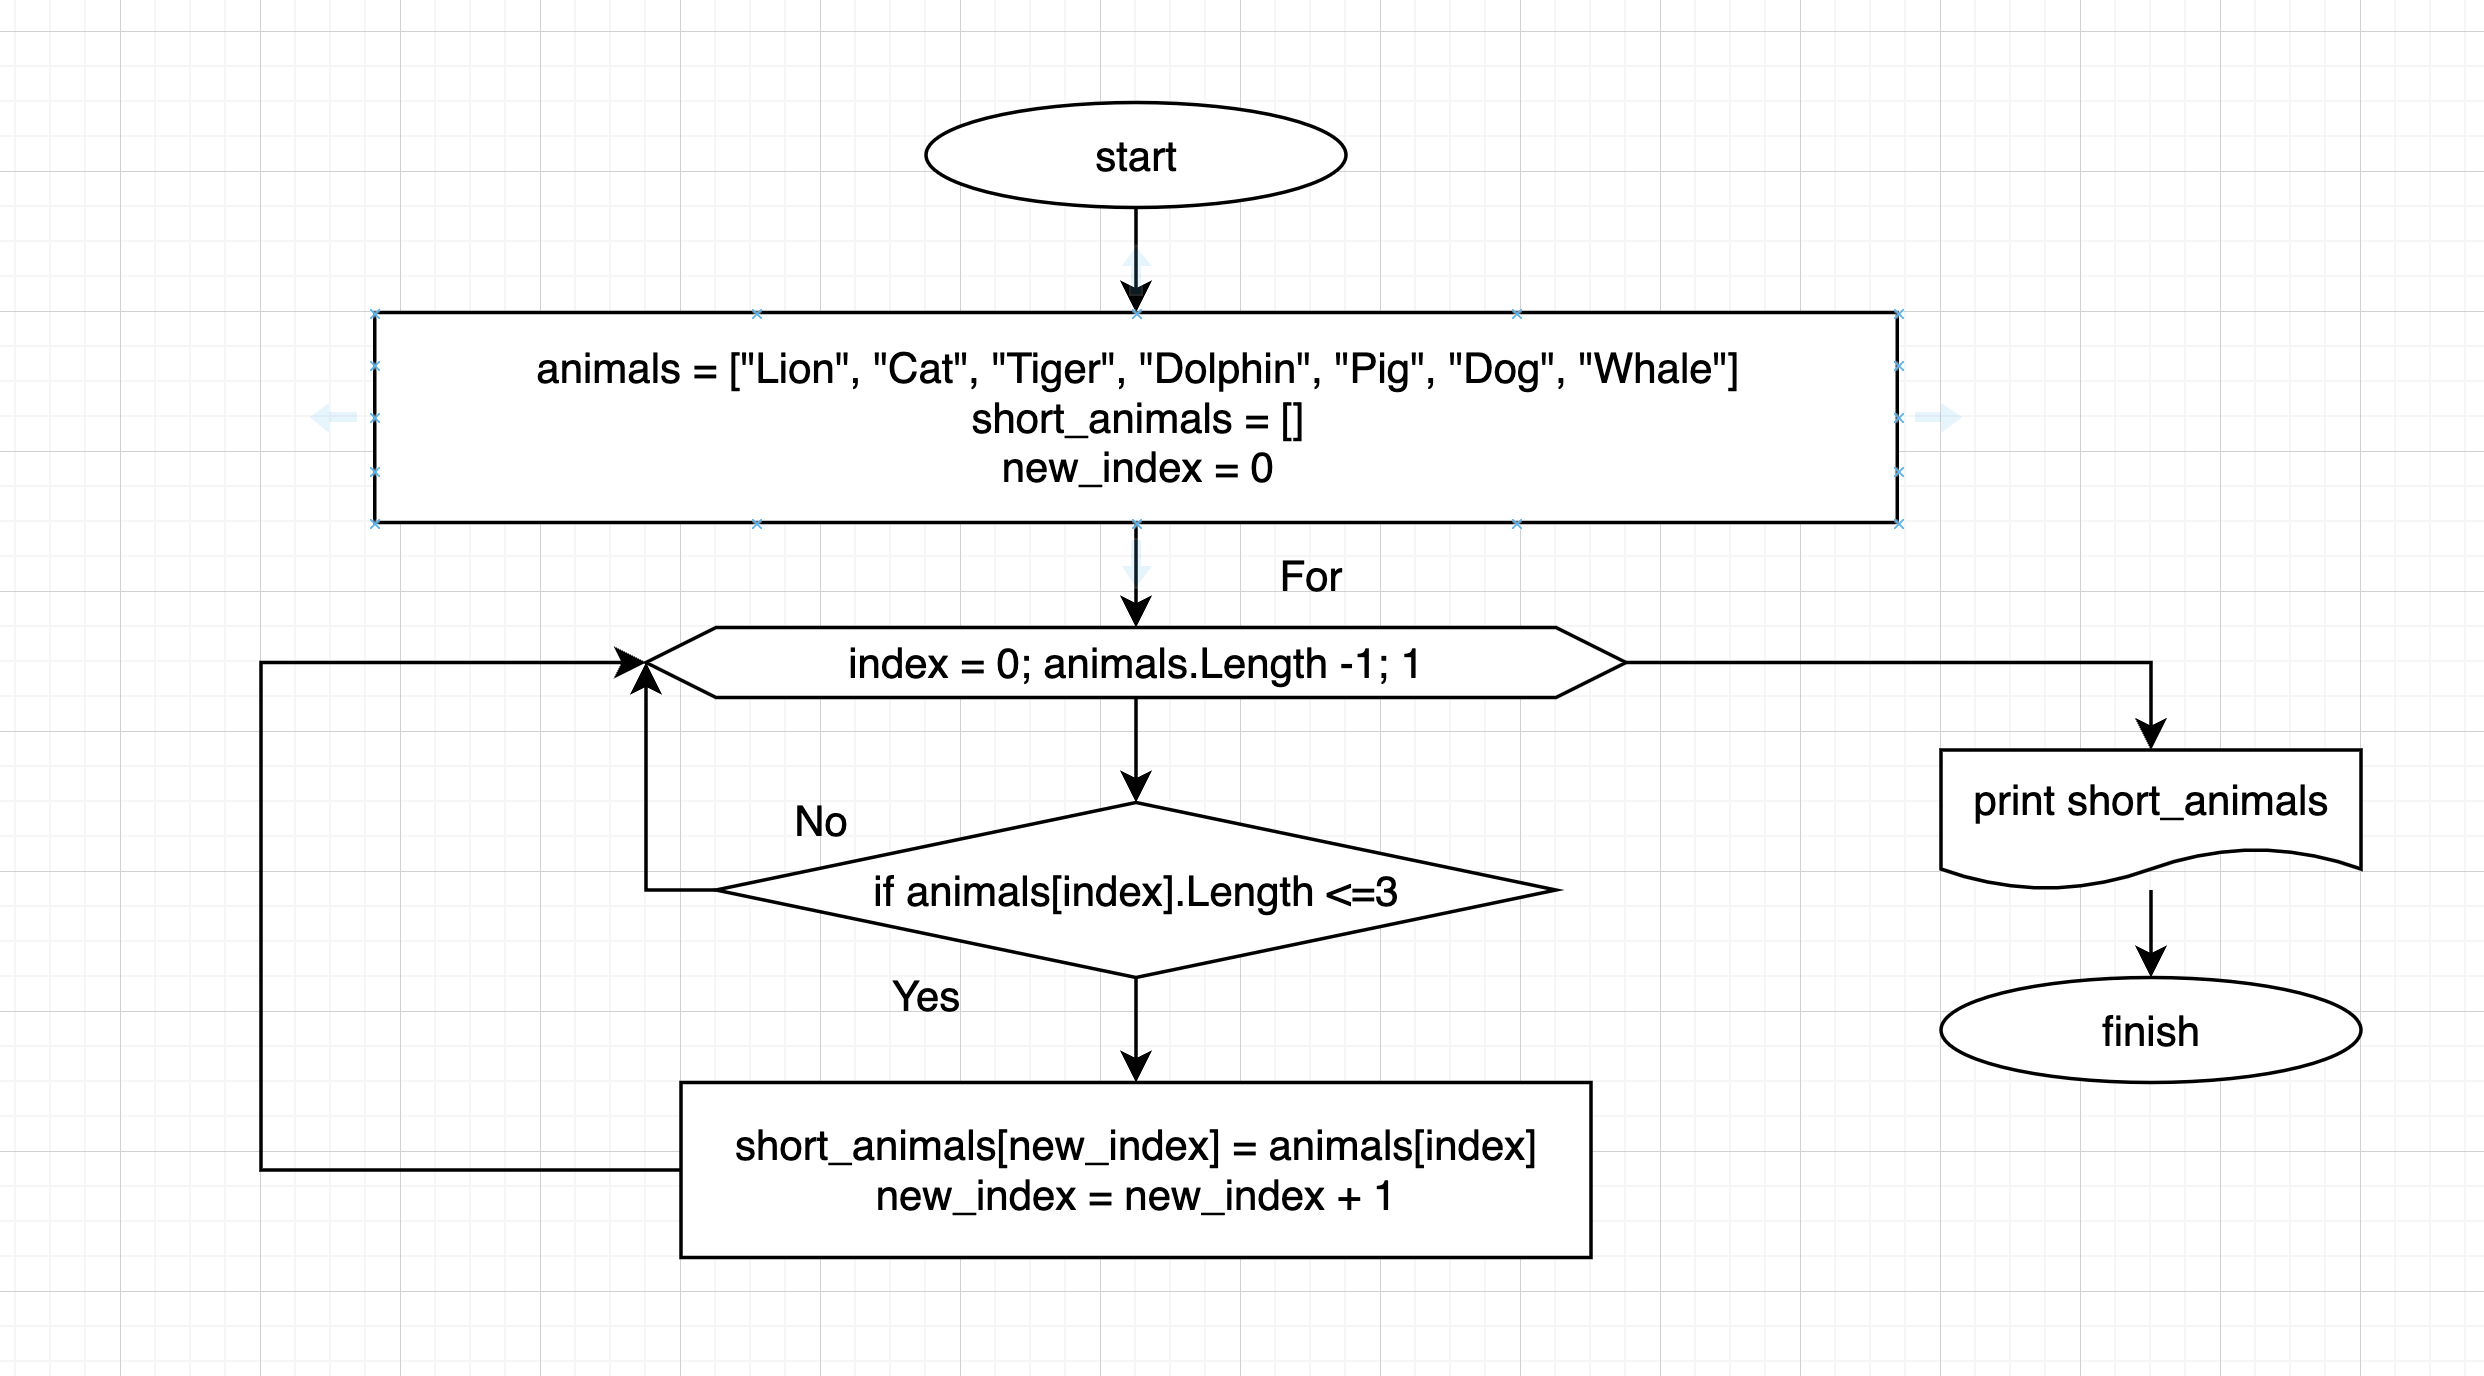 start
animals = ["Lion", "Cat", "Tiger", "Dolphin", "Pig", "Dog", "Whale"]
short_animals = []
new_index = 0
For
index = 0; animals.Length -1; 1
print short_animals
No
if animals[index].Length <=3
Yes
finish
short_animals[new_index] = animals[index]
new_index = new_index + 1